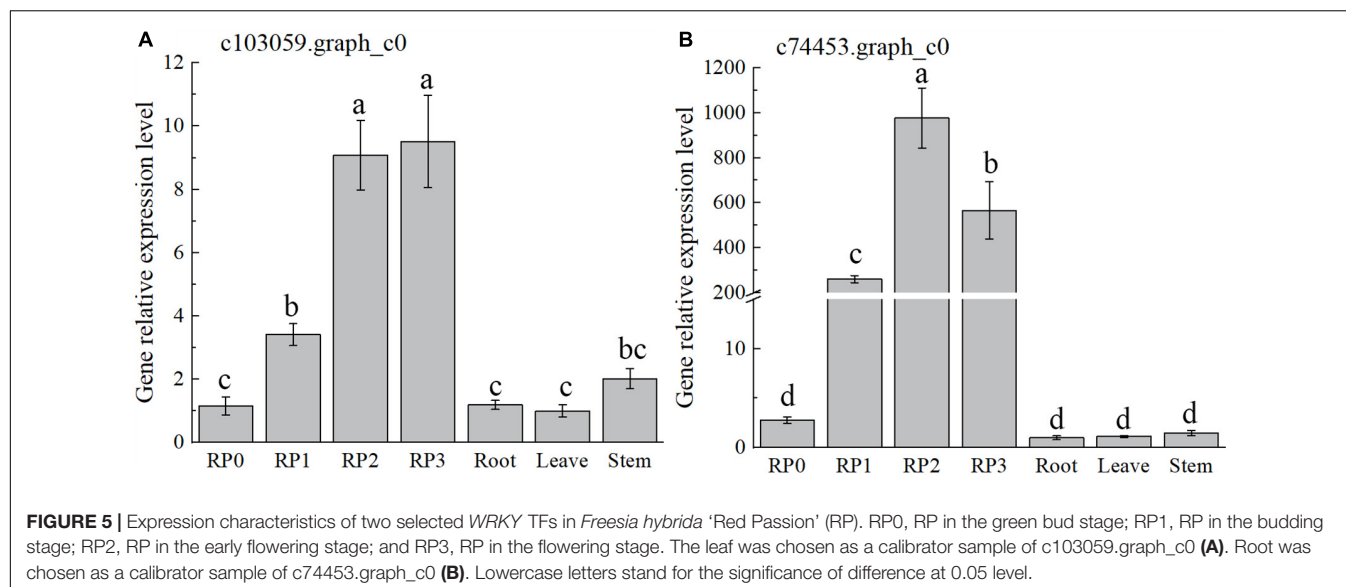 A
c103059.graph_c0
Gene relative expression level
12
10
8
6
4
2
0
c
b
a
a
c
c
bc
RP0 RP1 RP2 RP3 Root Leave Stem
B
c74453.graph_c0
Gene relative expression level
1200
1000
800
600
400
200
10
0
d
c
a
b
d
d
d
RP0 RP1 RP2 RP3 Root Leave Stem
FIGURE 5 | Expression characteristics of two selected WRKY TFs in Freesia hybrida ‘Red Passion’ (RP). RP0, RP in the green bud stage; RP1, RP in the budding
stage; RP2, RP in the early flowering stage; and RP3, RP in the flowering stage. The leaf was chosen as a calibrator sample of c103059.graph_c0 (A). Root was
chosen as a calibrator sample of c74453.graph_c0 (B). Lowercase letters stand for the significance of difference at 0.05 level.